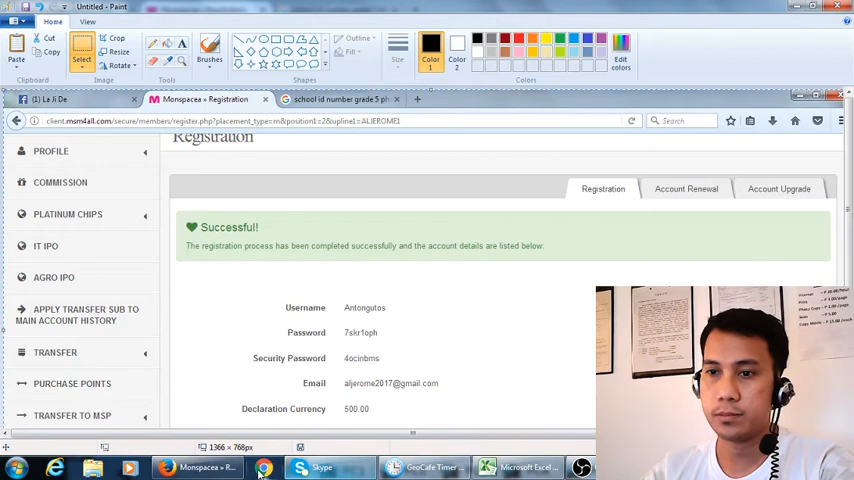 Untitled - Paint
Home View
Paste
Cut
Copy
Select
Crop
Resize
Rotate
Brushes
Outline
Fill
Size
Color 1
Color 2
Edit colors
Clipboard Image Tools Shapes Colors
(1) La Ji De
Monspacea » Registration
school id number grade 5 ph
client.msm4all.com/secure/members/register.php?placement_type=m&position1=2&upline1=ALJEROME1
Search
Registration
PROFILE
COMMISSION
PLATINUM CHIPS
IT IPO
AGRO IPO
APPLY TRANSFER SUB TO
MAIN ACCOUNT HISTORY
TRANSFER
PURCHASE POINTS
TRANSFER TO MSP
Registration Account Renewal Account Upgrade
Successful!
The registration process has been completed successfully and the account details are listed below:
Username Antongutos
Password 7skr1oph
Security Password 4ocinbms
Email aljerome2017@gmail.com
Declaration Currency 500.00
1366 × 768px
Monspacea » R...
Skype
GeoCafe Timer ...
Microsoft Excel ...